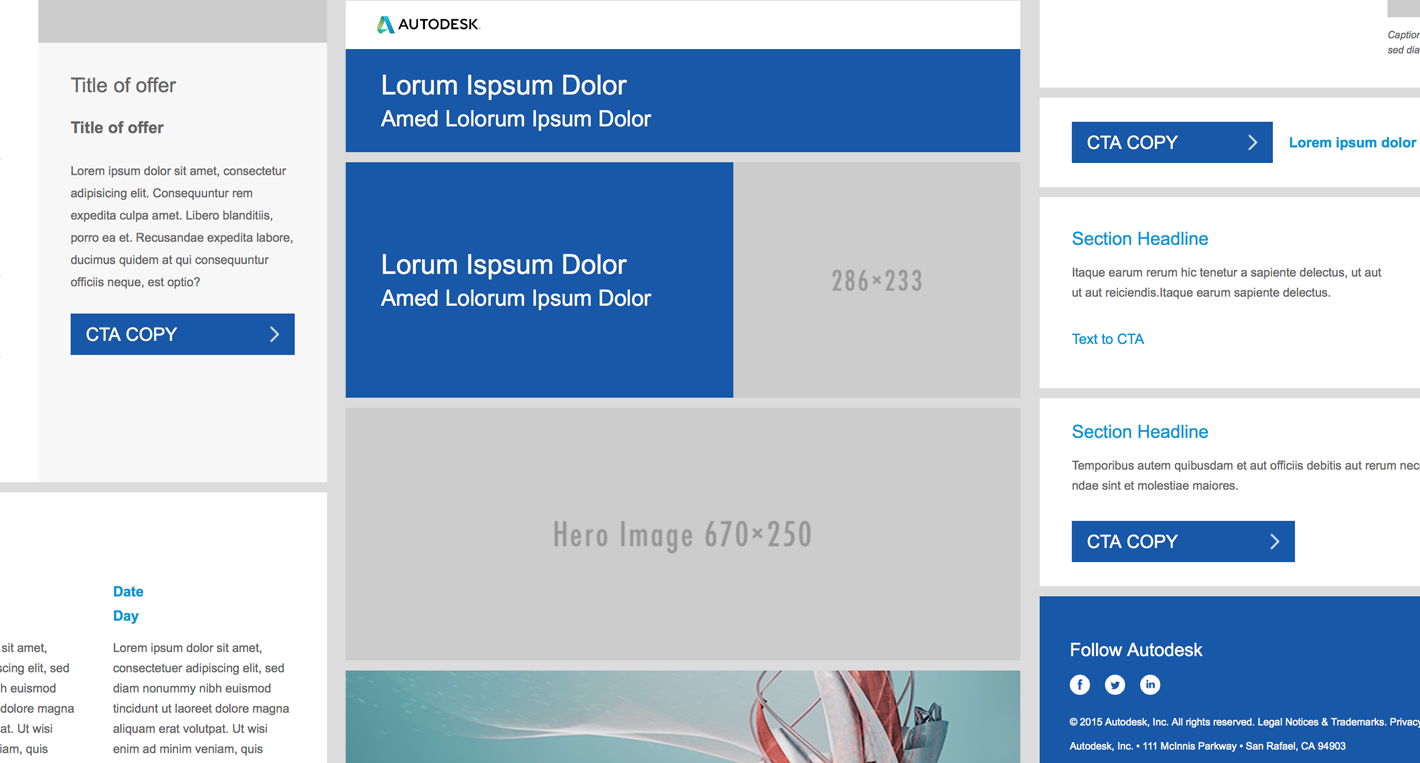 Title of offer
Title of offer
Lorem ipsum dolor sit amet, consectetur
adipisicing elit. Consequuntur rem
expedita culpa amet. Libero blanditiis,
porro ea et. Recusandae expedita labore,
ducimus quidem at qui consequuntur
officiis neque, est optio?
CTA COPY
sit amet,
scing elit, sed
h euismod
dolore magna
at. Ut wisi
iam, quis
Date
Day
Lorem ipsum dolor sit amet,
consectetuer adipiscing elit, sed
diam nonummy nibh euismod
tincidunt ut laoreet dolore magna
aliquam erat volutpat. Ut wisi
enim ad minim veniam, quis
AUTODESK.
Lorum Ispsum Dolor
Amed Lolorum Ipsum Dolor
Lorum Ispsum Dolor
Amed Lolorum Ipsum Dolor
286×233
Hero Image 670×250
Caption
sed dia
CTA COPY
Lorem ipsum dolor
Section Headline
Itaque earum rerum hic tenetur a sapiente delectus, ut aut
ut aut reiciendis.Itaque earum sapiente delectus.
Text to CTA
Section Headline
Temporibus autem quibusdam et aut officiis debitis aut rerum nec
ndae sint et molestiae maiores.
CTA COPY
Follow Autodesk
© 2015 Autodesk, Inc. All rights reserved. Legal Notices & Trademarks. Privacy
Autodesk, Inc. • 111 McInnis Parkway • San Rafael, CA 94903